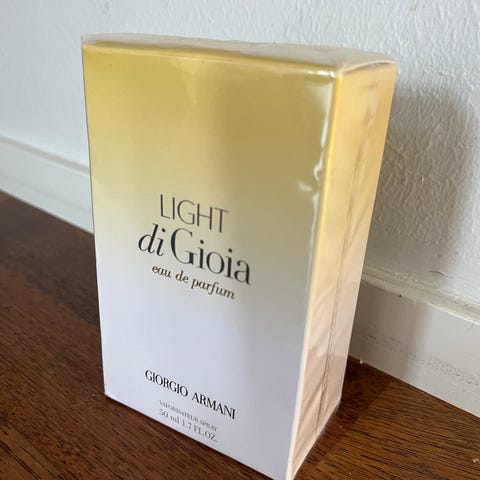 LIGHT
di Gioia
eau de parfum
GIORGIO ARMANI
VAPORISATEUR SPRAY
50 ml 1.7 FL.OZ.